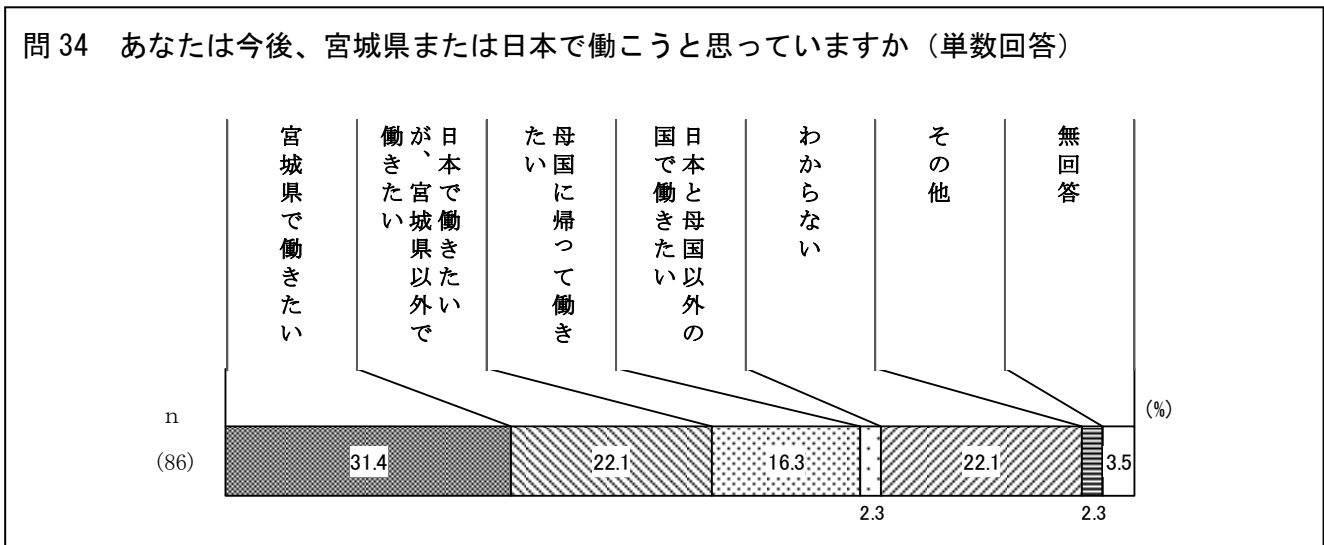 問 34　あなたは今後、宮城県または日本で働こうと思っていますか（単数回答）
宮城県で働きたい
日本で働きたい
が、宮城県以外で
働きたい
母国に帰って働き
たい
日本と母国以外の
国で働きたい
わからない
その他
無回答
n
(%)
(86)
31.4
22.1
16.3
22.1
3.5
2.3
2.3